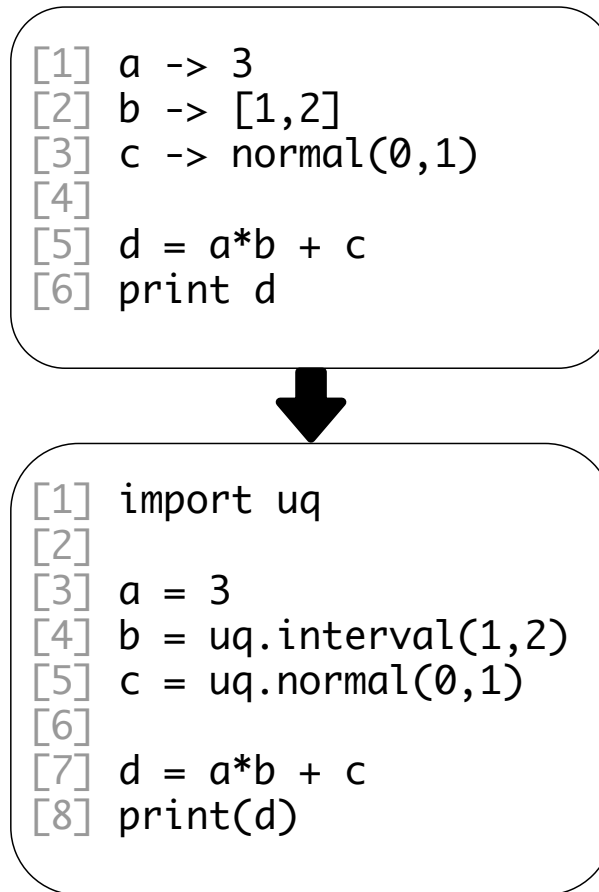 [1] a -> 3
[2] b -> [1,2]
[3] c -> normal(0,1)
[4]
[5] d = a*b + c
[6] print d
[1] import uq
[2]
[3] a = 3
[4] b = uq.interval(1,2)
[5] c = uq.normal(0,1)
[6]
[7] d = a*b + c
[8] print(d)